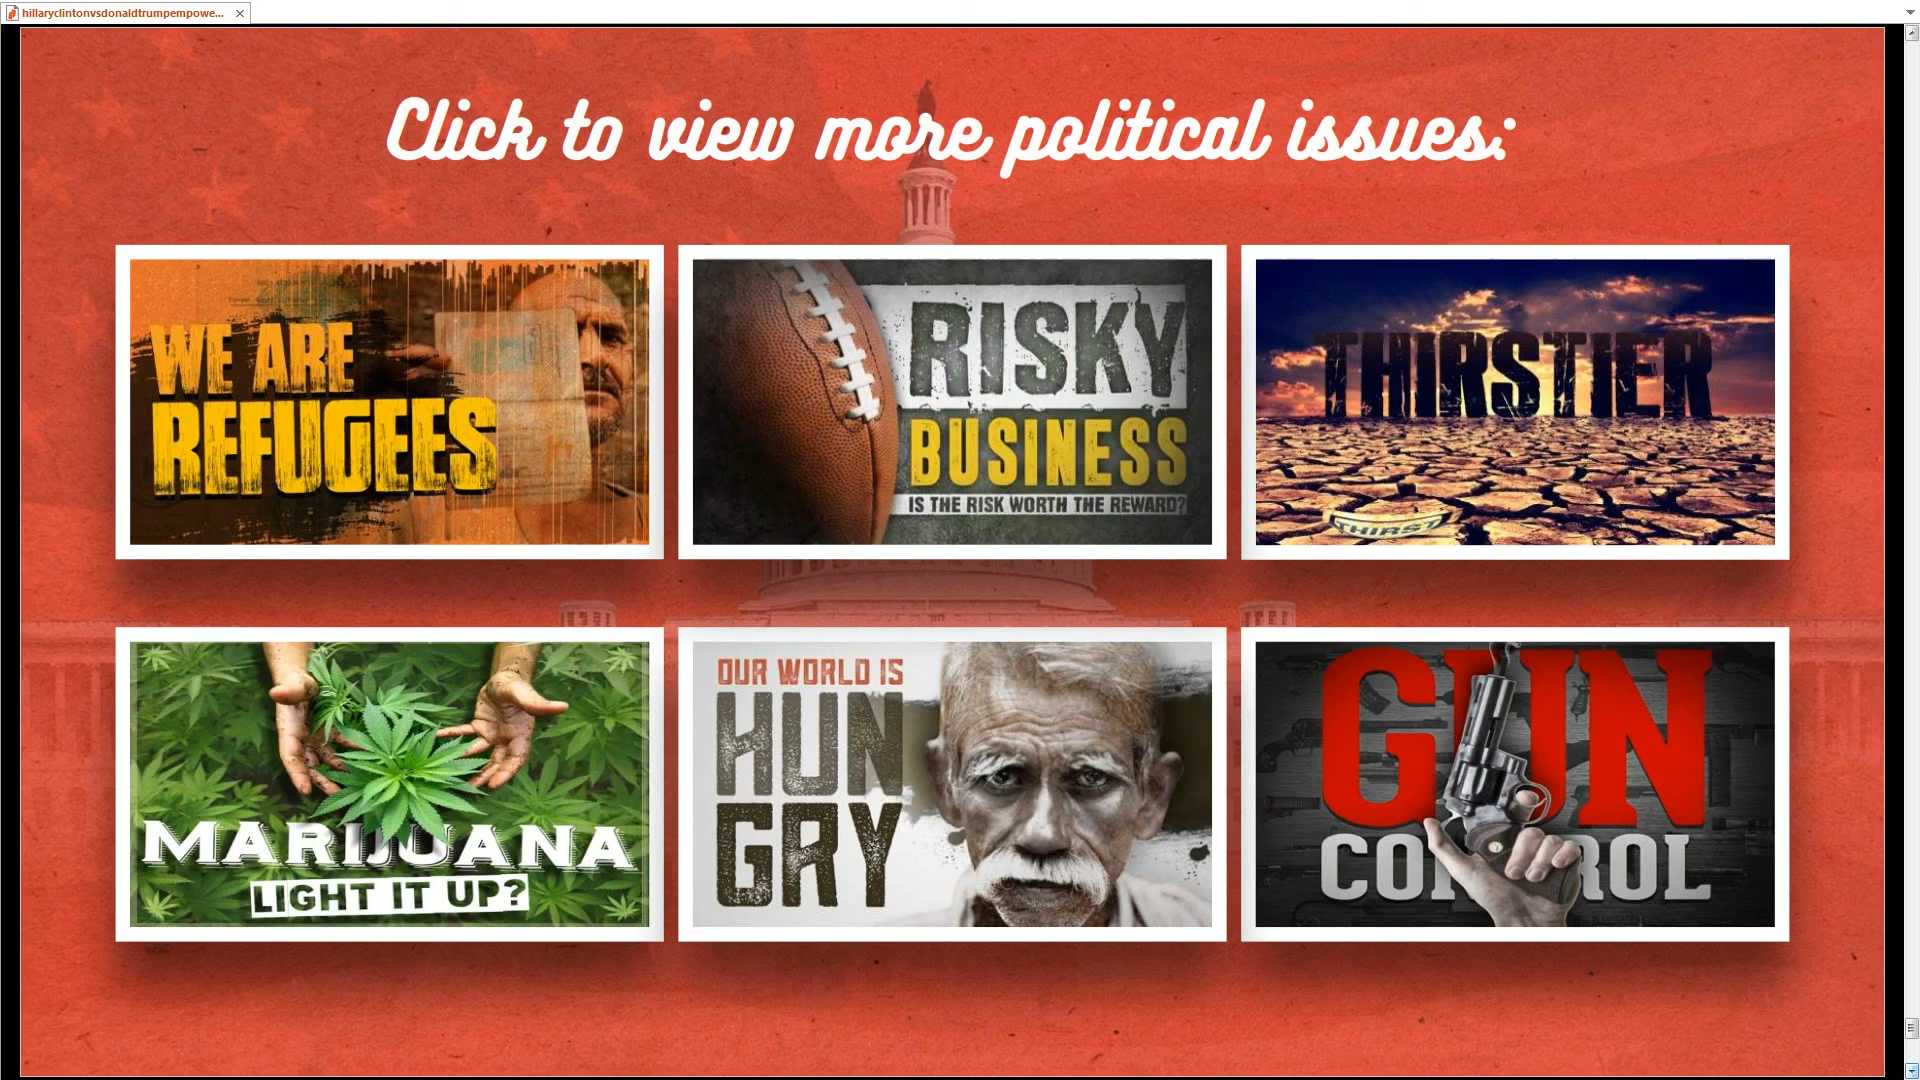 hillaryclintonvsdonaldtrumpempowe...
Click to view more political issues:
WE ARE
REFUGEES
RISKY
BUSINESS
IS THE RISK WORTH THE REWARD?
THIRSTIER
THIRST
MARIJUANA
LIGHT IT UP?
OUR WORLD IS
HUN
GRY
GUN
CONTROL